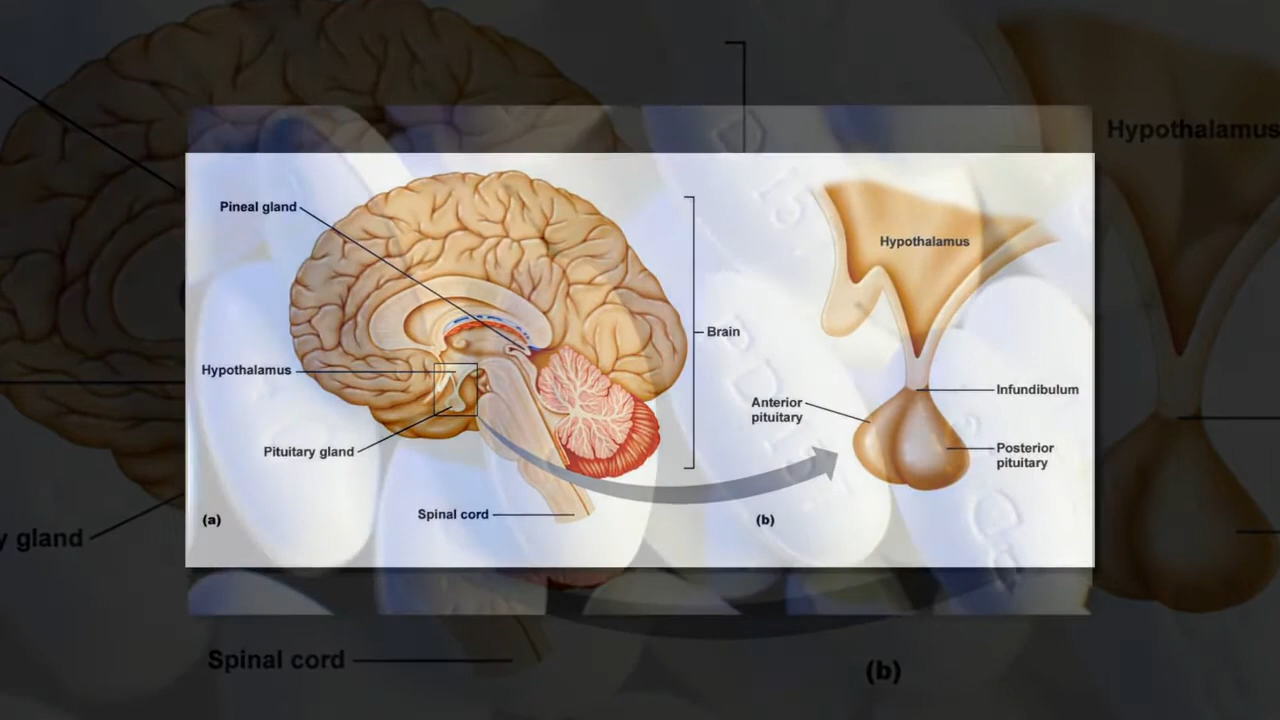 Pineal gland
Hypothalamus
Pituitary gland
Spinal cord
(a)
Brain
Hypothalamus
Infundibulum
Anterior
pituitary
Posterior
pituitary
(b)
Hypothalamus
y gland
Spinal cord
(b)